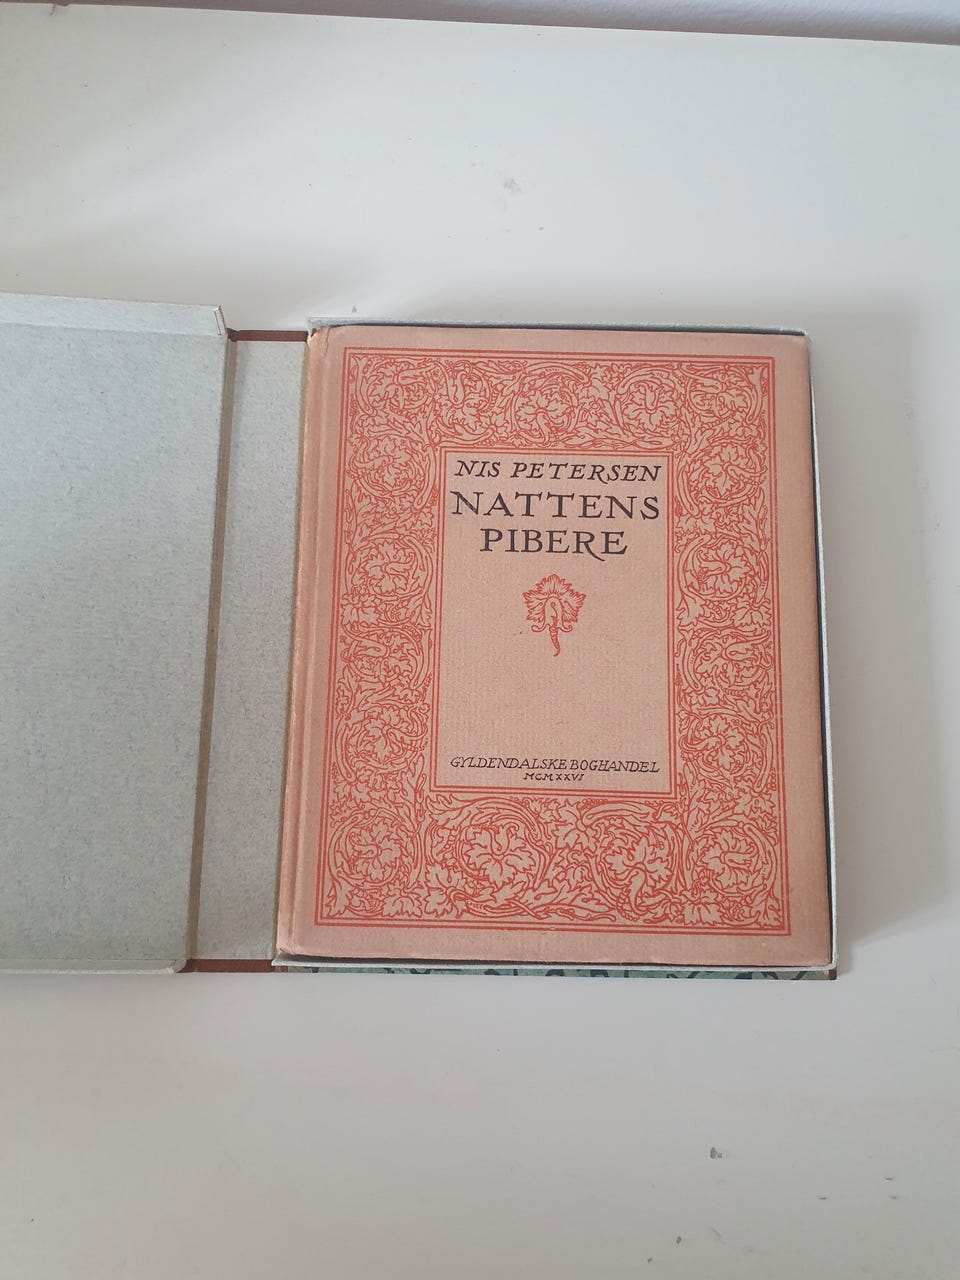 NIS PETERSEN
NATTENS
PIBERE
GYLDENDALSKE BOGHANDEL
MCMXXVI